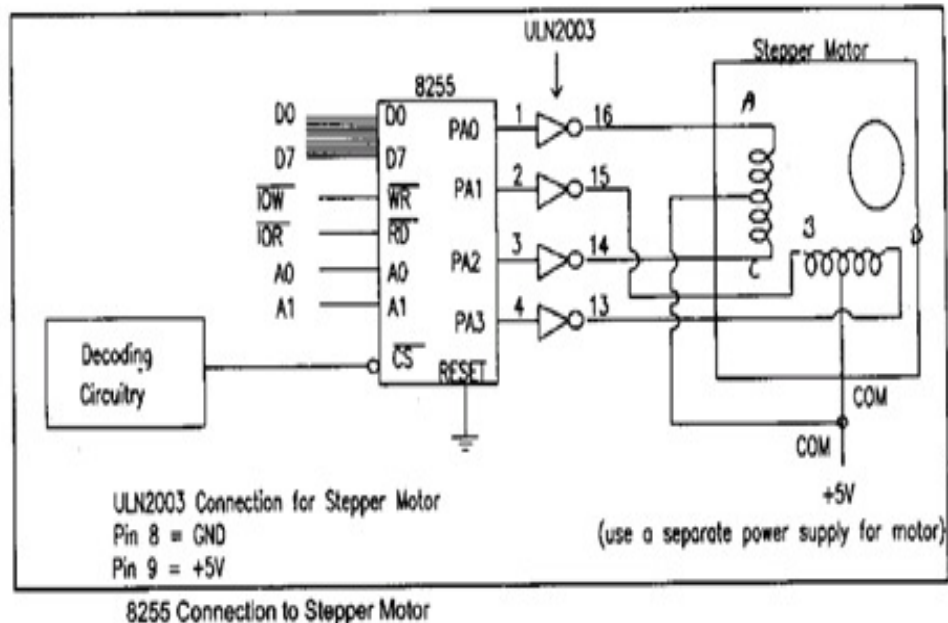 ULN2003
Stepper Motor
8255
D0
D7
IOW
IOR
A0
A1
D0
D7
WR
RD
A0
A1
CS
RESET
PA0
PA1
PA2
PA3
1
2
3
4
16
15
14
13
A
C
B
D
Decoding
Circuitry
COM
COM
+5V
(use a separate power supply for motor)
ULN2003 Connection for Stepper Motor
Pin 8 = GND
Pin 9 = +5V
8255 Connection to Stepper Motor